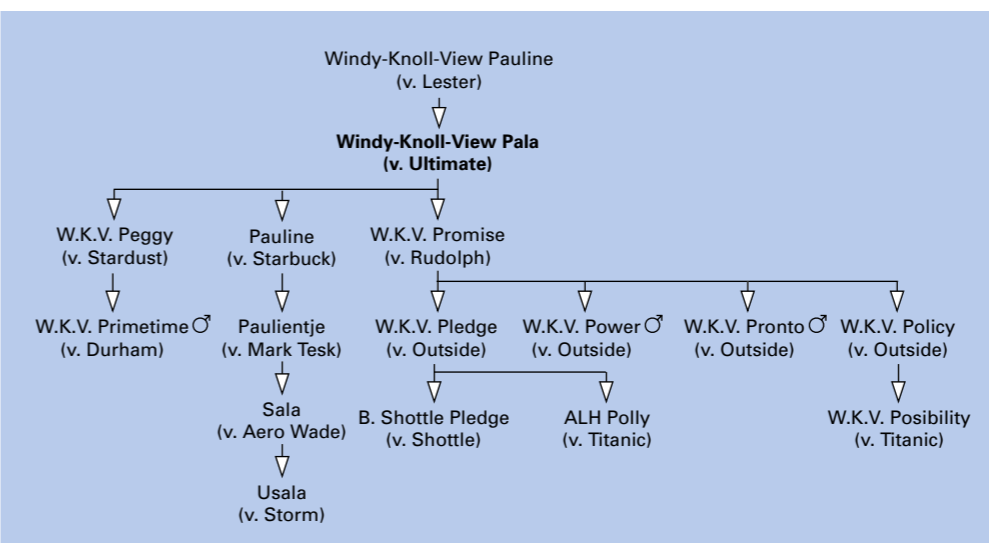 Windy-Knoll-View Pauline
(v. Lester)
Windy-Knoll-View Pala
(v. Ultimate)
W.K.V. Peggy
(v. Stardust)
Pauline
(v. Starbuck)
W.K.V. Promise
(v. Rudolph)
W.K.V. Primetime ♂
(v. Durham)
Paulientje
(v. Mark Tesk)
W.K.V. Pledge
(v. Outside)
W.K.V. Power ♂
(v. Outside)
W.K.V. Pronto ♂
(v. Outside)
W.K.V. Policy
(v. Outside)
Sala
(v. Aero Wade)
B. Shottle Pledge
(v. Shottle)
ALH Polly
(v. Titanic)
W.K.V. Posibility
(v. Titanic)
Usala
(v. Storm)